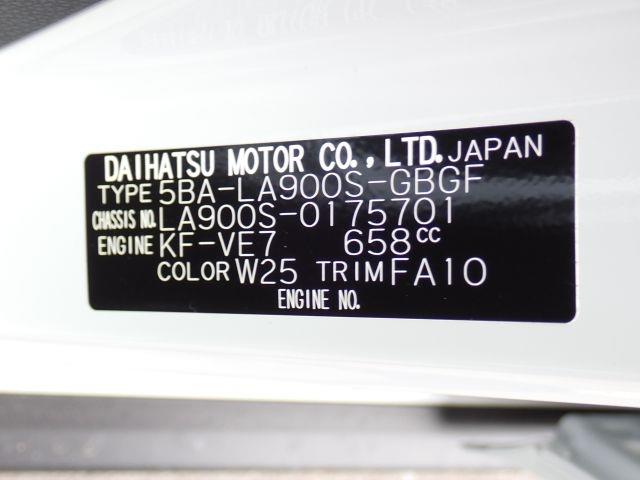 DAIHATSU MOTOR CO., LTD. JAPAN
TYPE 5BA-LA900S-GBGF
CHASSIS NO. LA900S-0175701
ENGINE KF-VE7 658CC
COLOR W25 TRIM FA10
ENGINE NO.